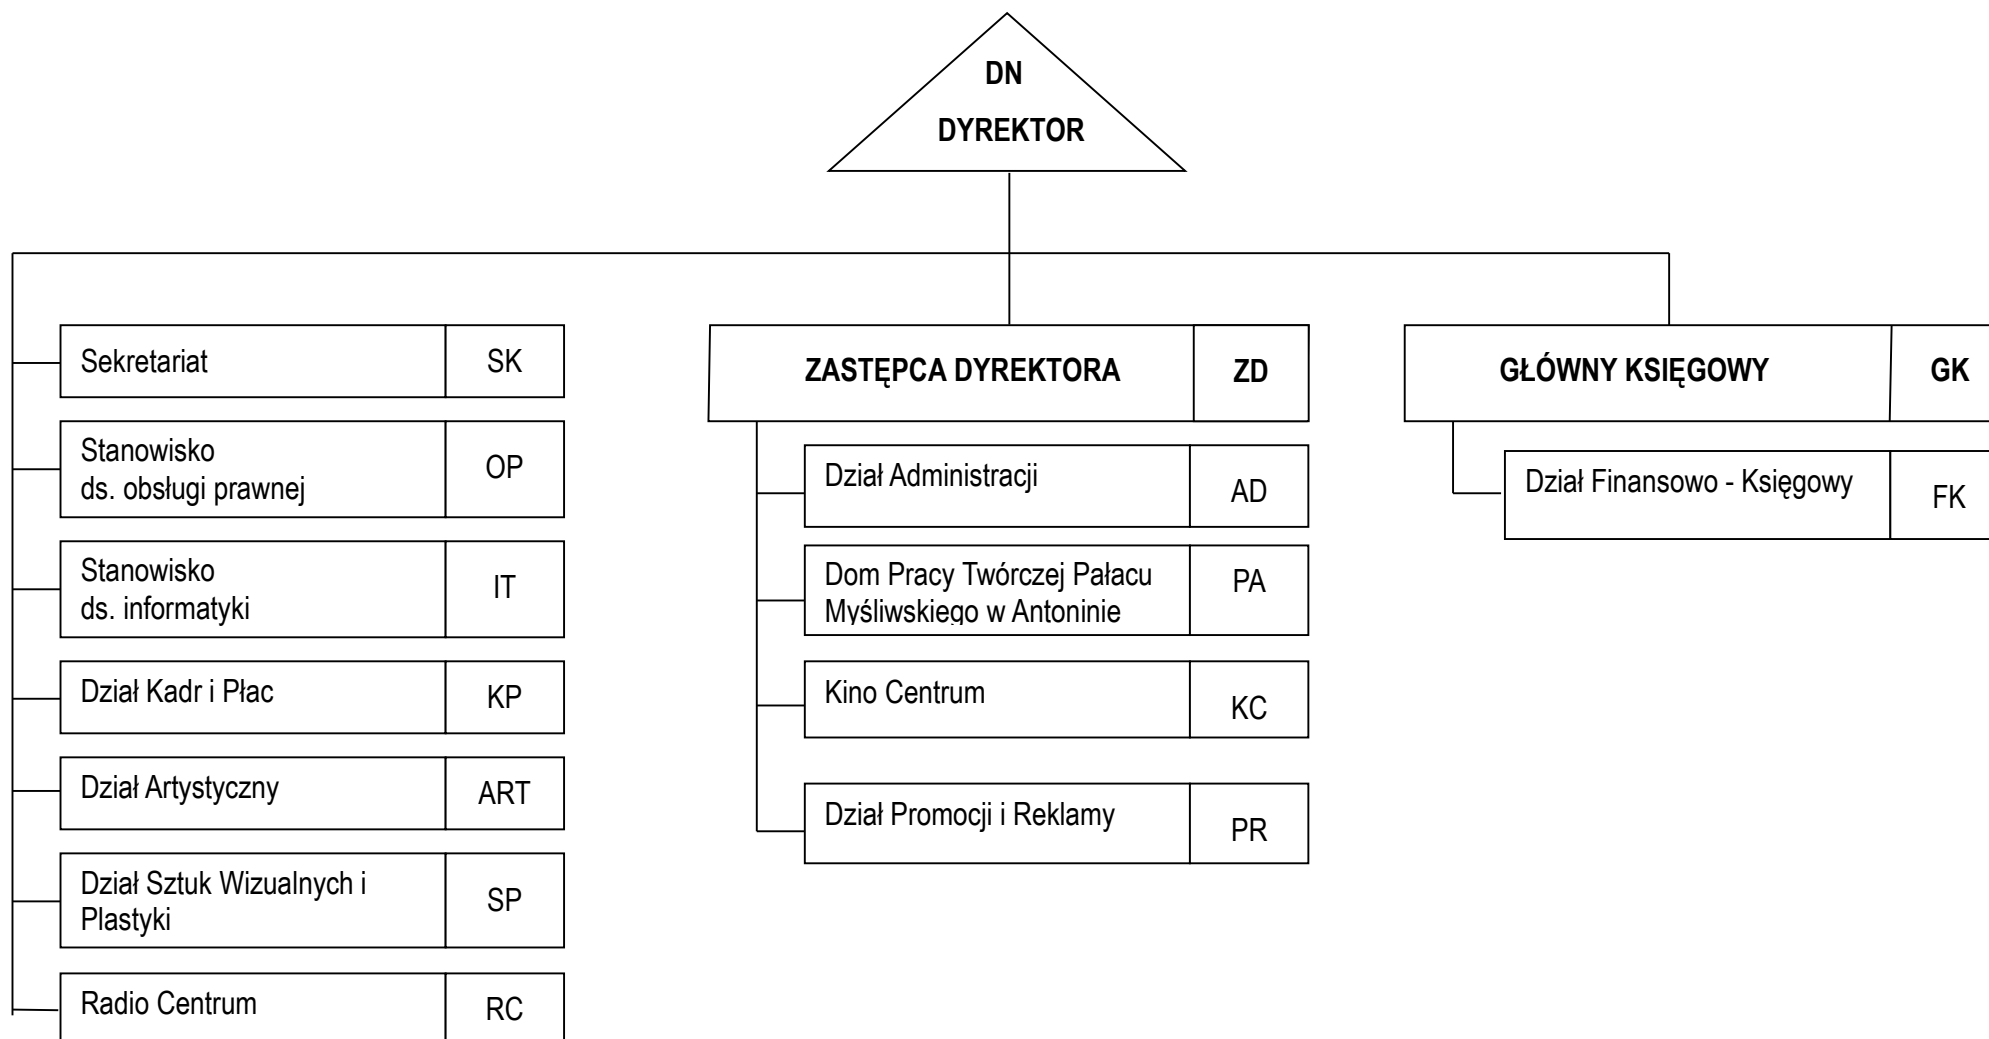 DN
DYREKTOR
Sekretariat SK
Stanowisko
ds. obsługi prawnej OP
Stanowisko
ds. informatyki IT
Dział Kadr i Płac KP
Dział Artystyczny ART
Dział Sztuk Wizualnych i
Plastyki SP
Radio Centrum RC
ZASTĘPCA DYREKTORA ZD
Dział Administracji AD
Dom Pracy Twórczej Pałacu PA
Myśliwskiego w Antoninie
Kino Centrum KC
Dział Promocji i Reklamy PR
GŁÓWNY KSIĘGOWY GK
Dział Finansowo - Księgowy FK